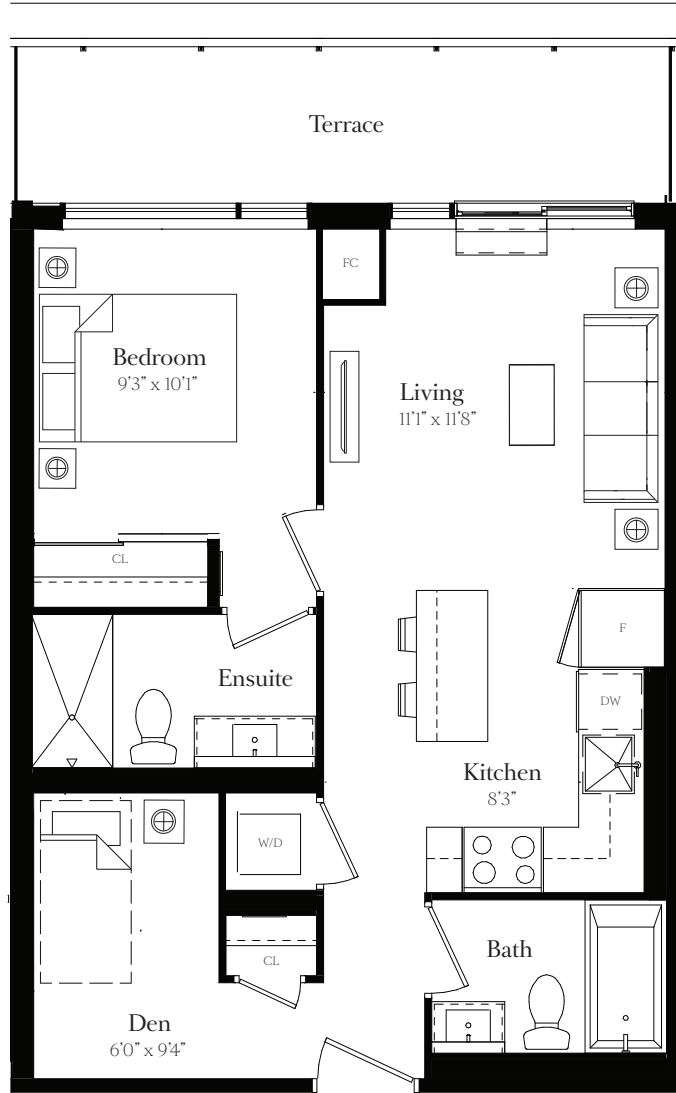 Terrace
FC
Bedroom
9'3" x 10'1"
Living
11'1" x 11'8"
CL
F
Ensuite
DW
Kitchen
8'3"
W/D
Bath
CL
Den
6'0" x 9'4"